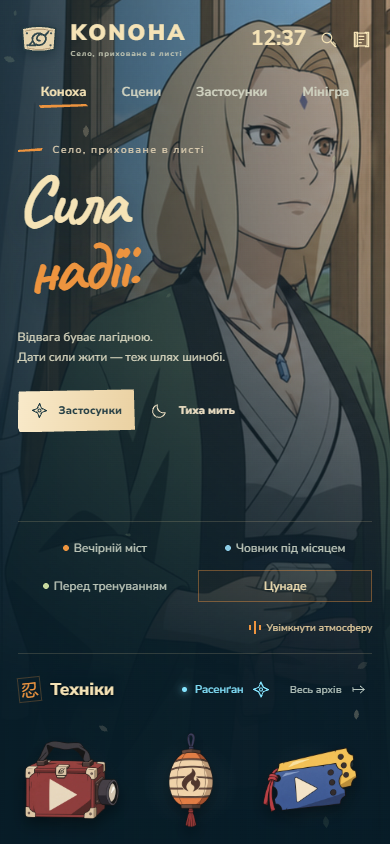 KONOHA
Село, приховане в листі
12:37
Коноха
Сцени
Застосунки
Мінігра
Село, приховане в листі
Сила
надії:
Відвага буває лагідною.
Дати сили жити — теж шлях шинобі.
Застосунки
Тиха мить
Вечірній міст
Човник під місяцем
Перед тренуванням
Цунаде
Увімкнути атмосферу
忍
Техніки
Расенґан
Весь архів